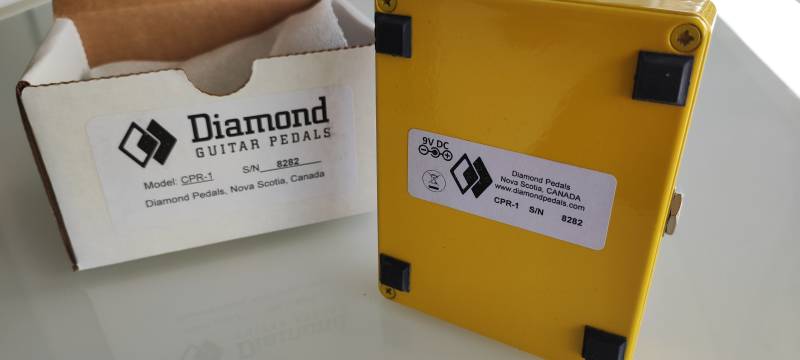 Diamond
GUITAR PEDALS
Model: CPR-1 S/N 8282
Diamond Pedals, Nova Scotia, Canada
9V DC
Diamond Pedals
Nova Scotia, CANADA
www.diamondpedals.com
CPR-1 S/N 8282